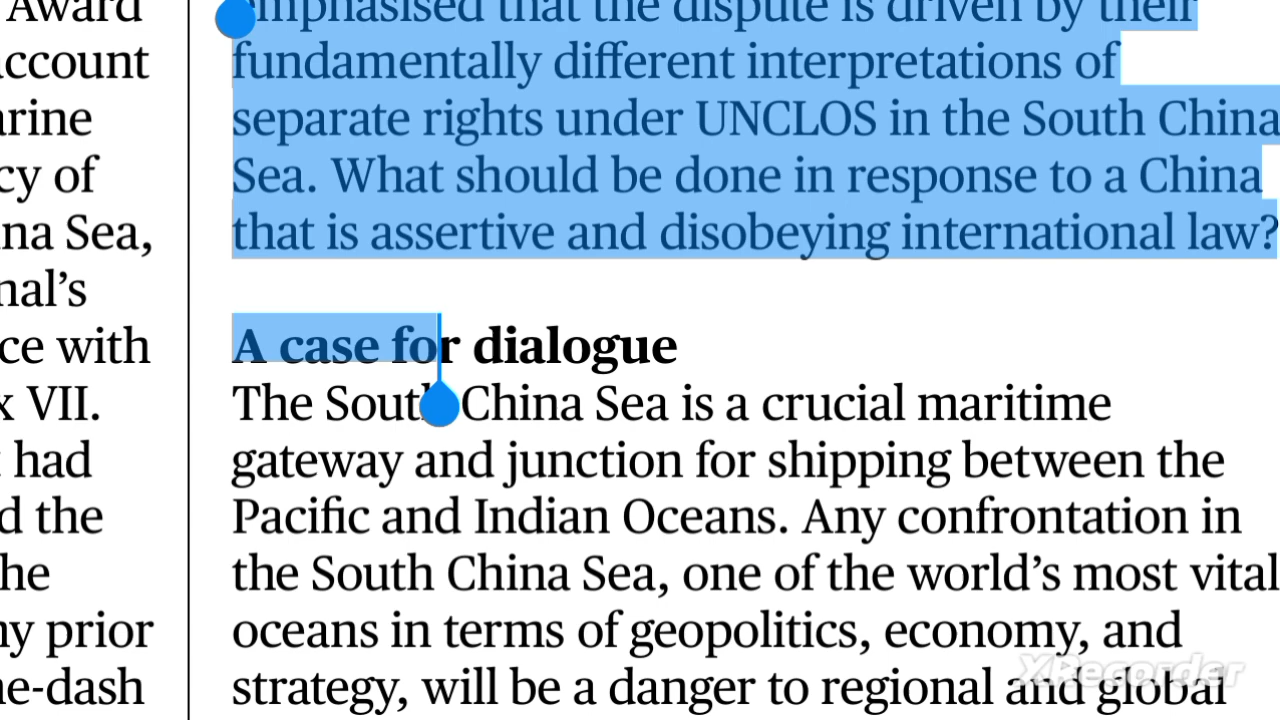 Award
account
arine
cy of
na Sea,
nal's
ce with
x VII.
had
d the
he
ny prior
ne-dash
emphasised that the dispute is driven by their
fundamentally different interpretations of
separate rights under UNCLOS in the South China
Sea. What should be done in response to a China
that is assertive and disobeying international law?
A case for dialogue
The South China Sea is a crucial maritime
gateway and junction for shipping between the
Pacific and Indian Oceans. Any confrontation in
the South China Sea, one of the world's most vital
oceans in terms of geopolitics, economy, and
strategy, will be a danger to regional and global
XRecorder